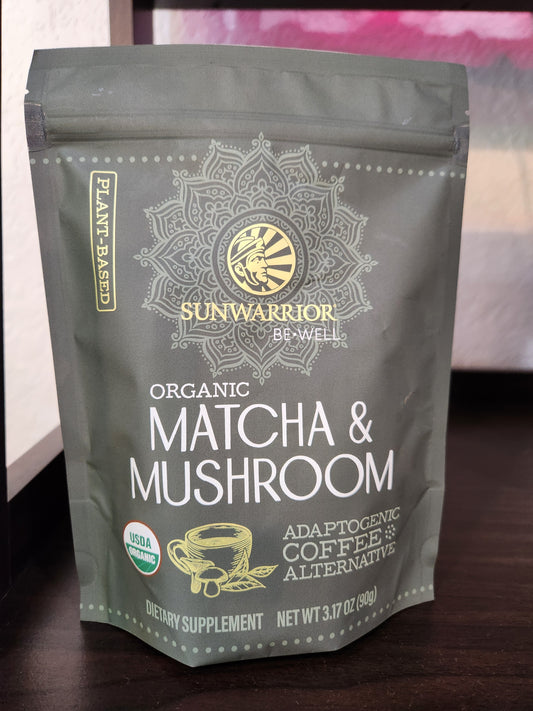 PLANT-BASED
SUNWARRIOR
BE•WELL
ORGANIC
MATCHA &
MUSHROOM
USDA
ORGANIC
ADAPTOGENIC
COFFEE
ALTERNATIVE
DIETARY SUPPLEMENT NET WT 3.17 OZ (90g)